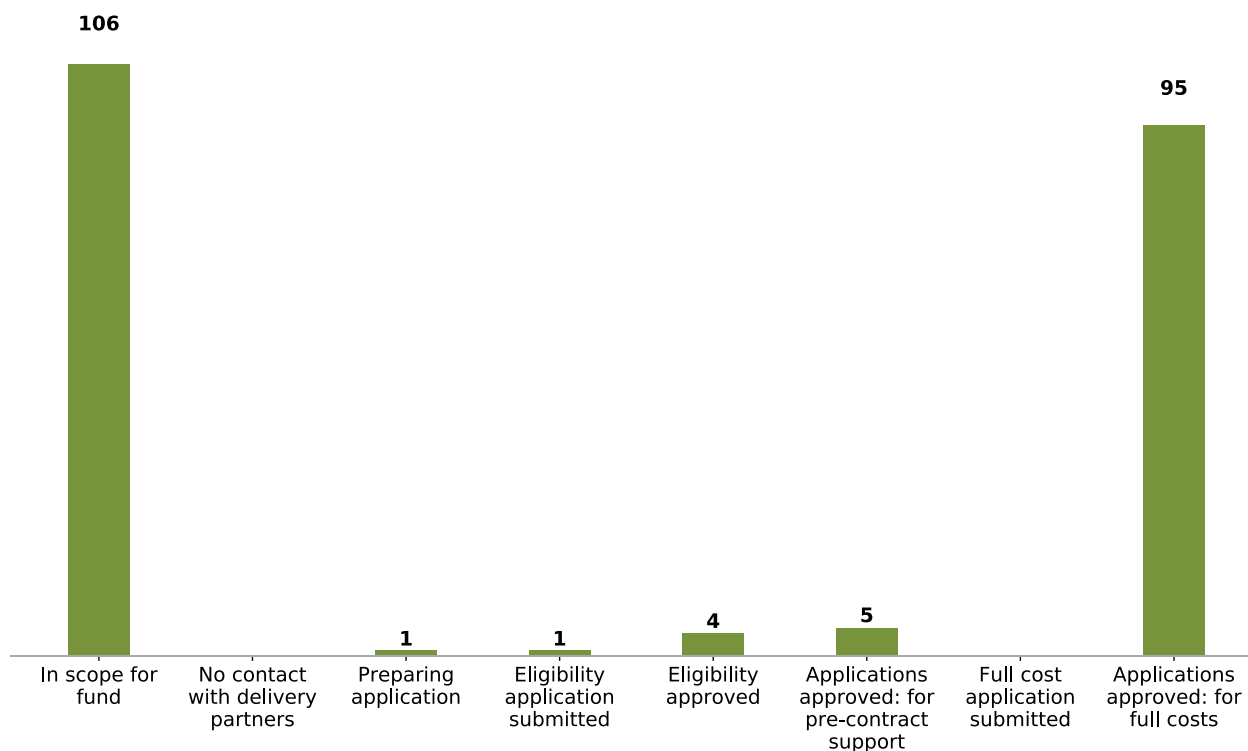 106
95
1
1
4
5
In scope for
fund
No contact
with delivery
partners
Preparing
application
Eligibility
application
submitted
Eligibility
approved
Applications
approved: for
pre-contract
support
Full cost
application
submitted
Applications
approved: for
full costs